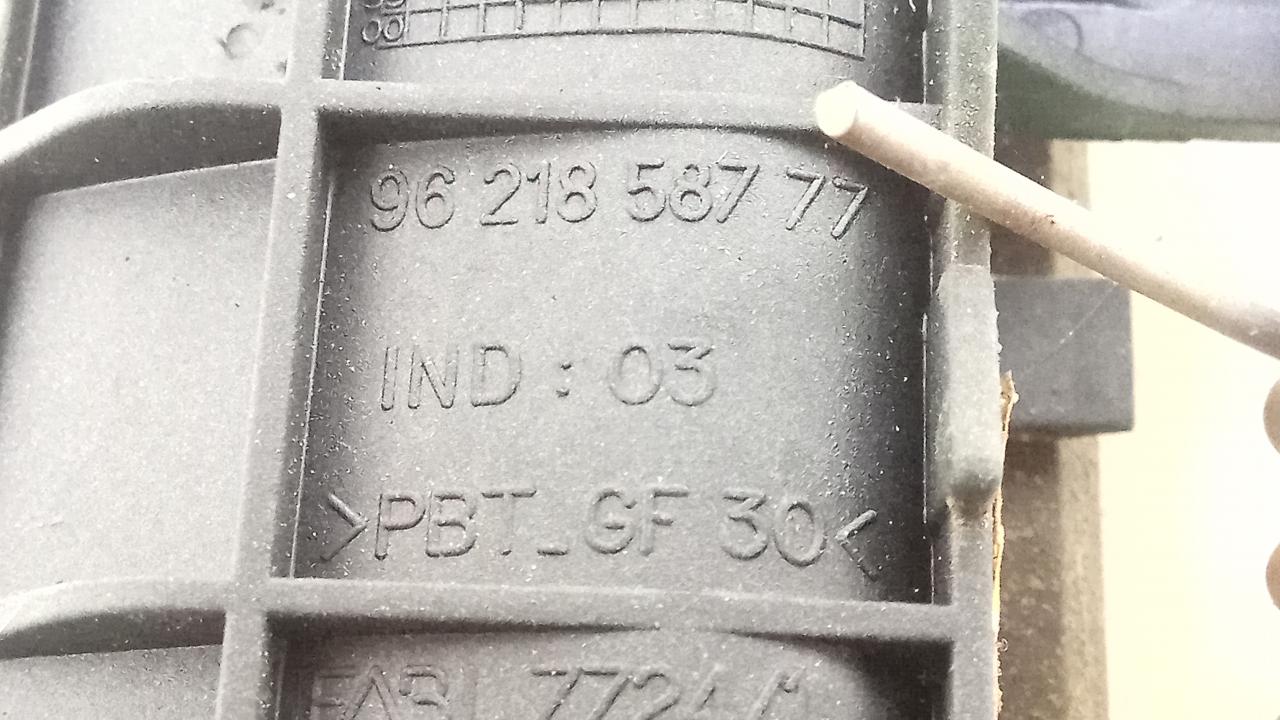 96 218 587 77
IND : 03
>PBT_GF 30<